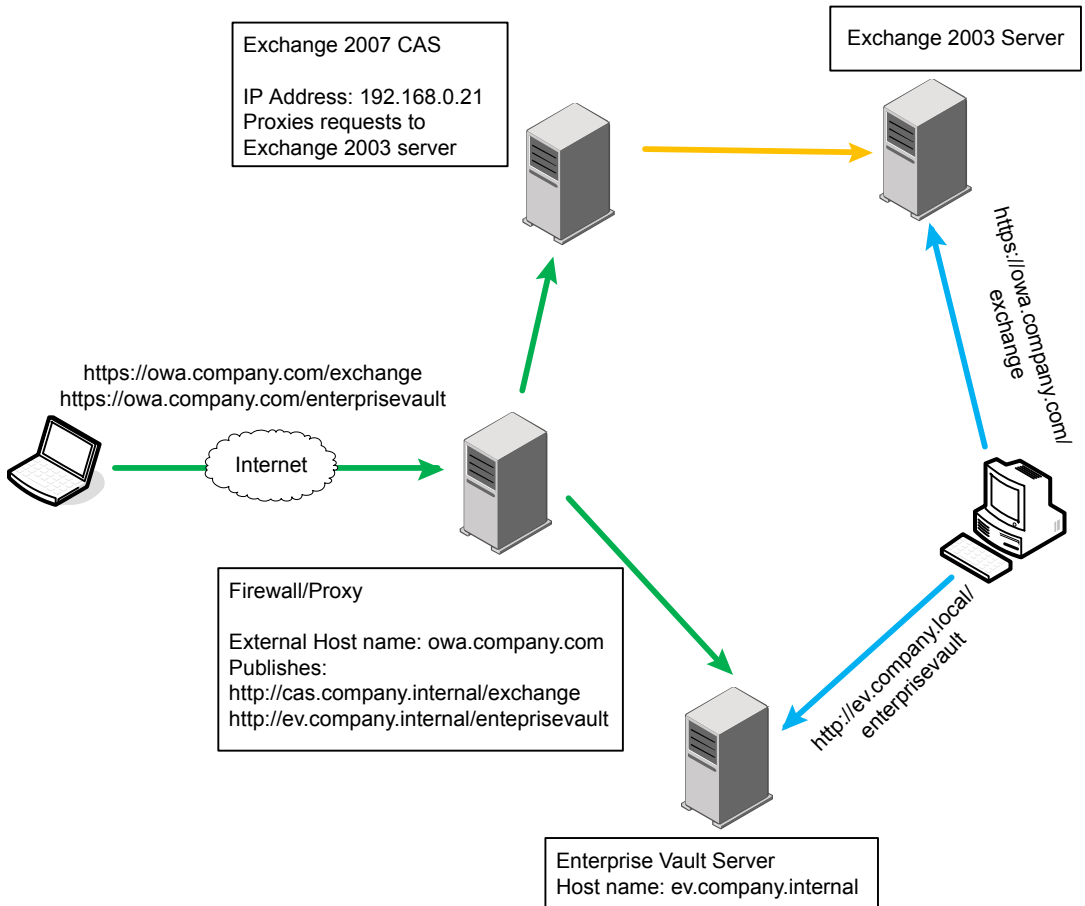 Exchange 2007 CAS
IP Address: 192.168.0.21
Proxies requests to
Exchange 2003 server
Exchange 2003 Server
https://owa.company.com/
exchange
https://owa.company.com/exchange
https://owa.company.com/enterprisevault
Internet
Firewall/Proxy
External Host name: owa.company.com
Publishes:
http://cas.company.internal/exchange
http://ev.company.internal/enteprisevault
http://ev.company.local/
enterprisevault
Enterprise Vault Server
Host name: ev.company.internal